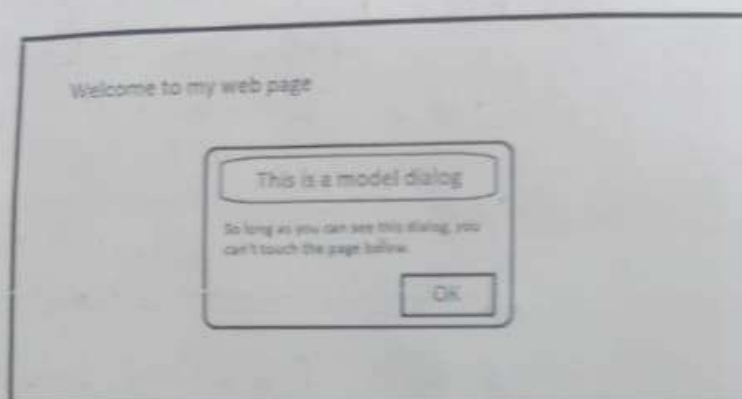 Welcome to my web page
This is a model dialog
So long as you can see this dialog, you
can't touch the page below.
OK